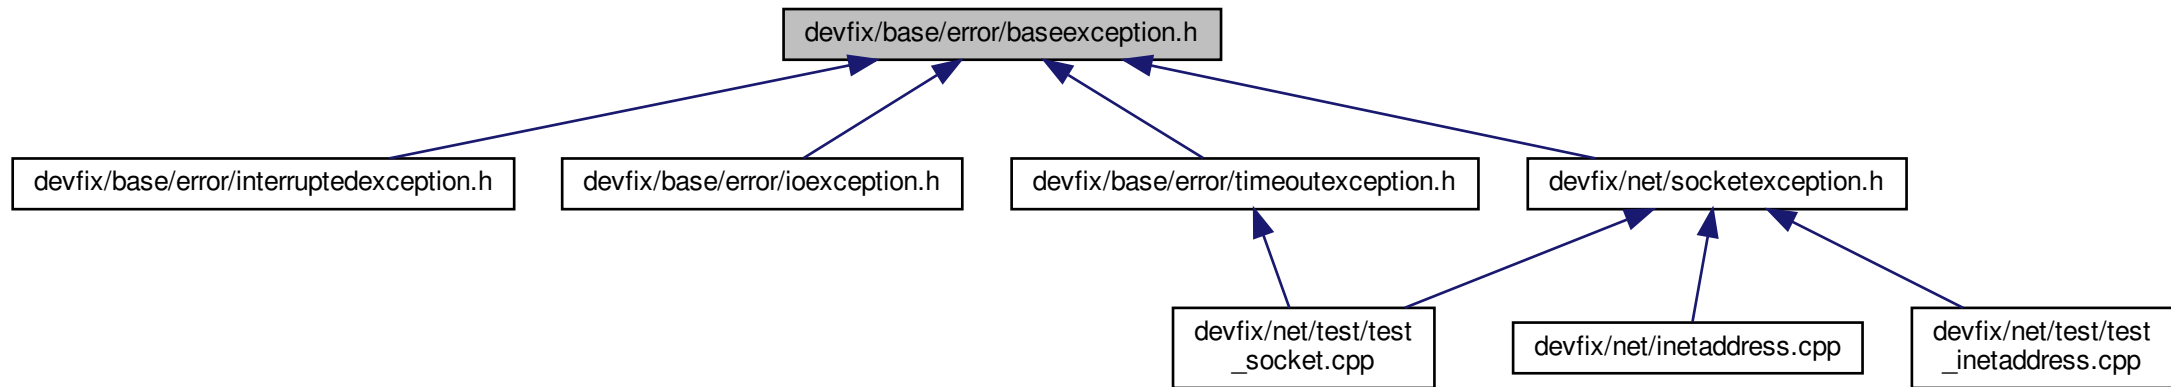 devfix/base/error/baseexception.h
devfix/base/error/interruptedexception.h
devfix/base/error/ioexception.h
devfix/base/error/timeoutexception.h
devfix/net/socketexception.h
devfix/net/test/test
_socket.cpp
devfix/net/inetaddress.cpp
devfix/net/test/test
_inetaddress.cpp